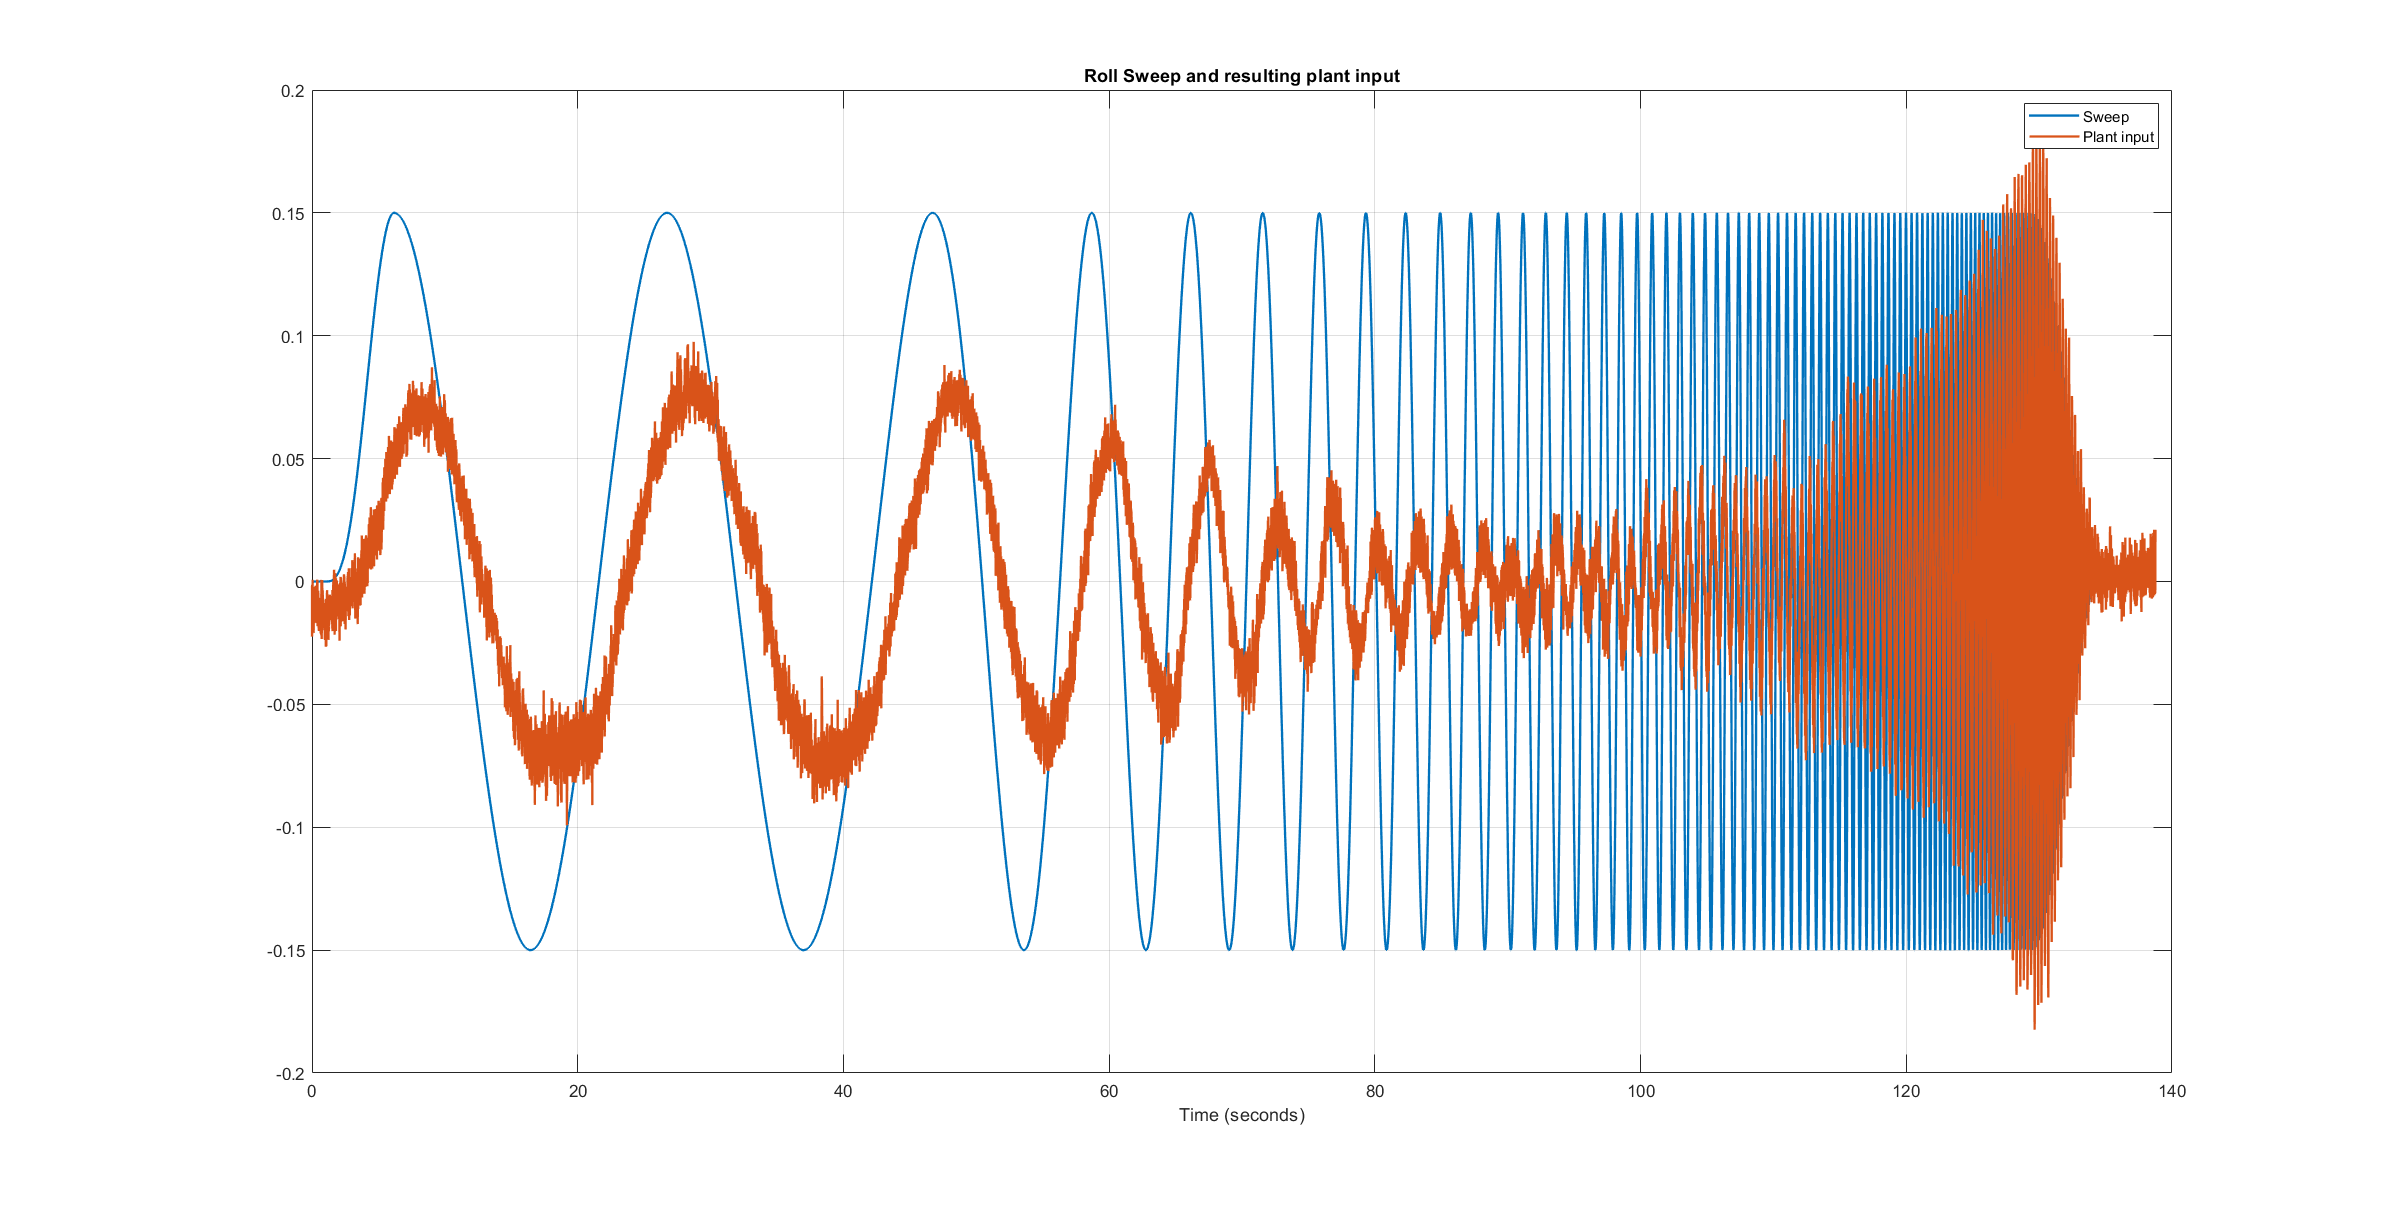 Roll Sweep and resulting plant input
0.2
Sweep
Plant input
0.15
0.1
0.05
0
-0.05
-0.1
-0.15
-0.2
0 20 40 60 80 100 120 140
Time (seconds)